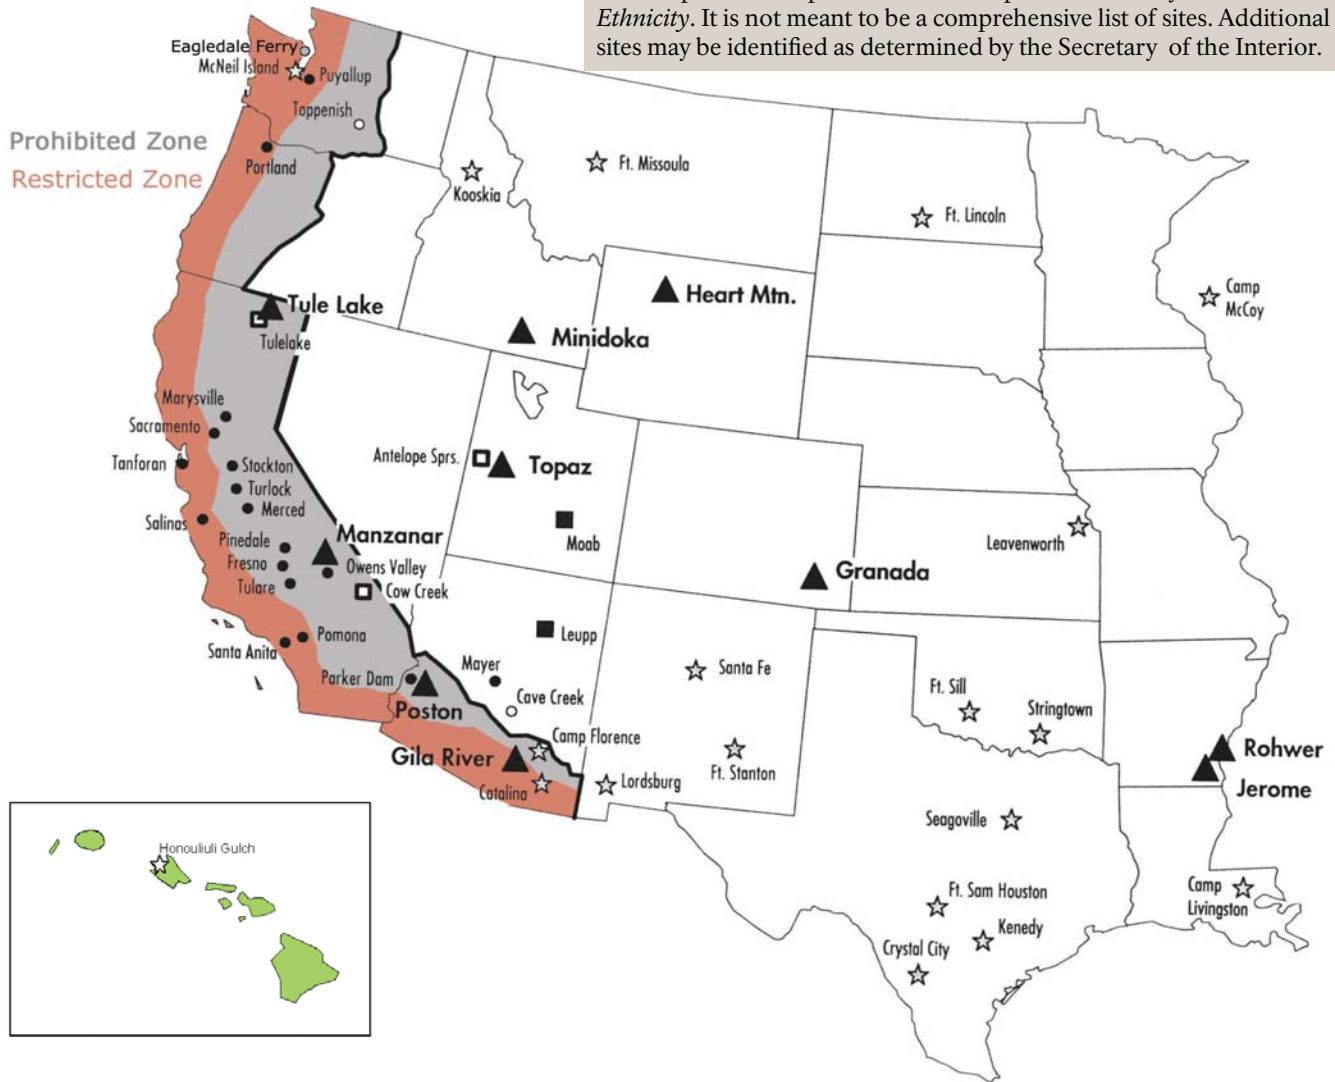 Ethnicity. It is not meant to be a comprehensive list of sites. Additional
sites may be identified as determined by the Secretary of the Interior.
Eagledale Ferry
McNeil Island
Puyallup
Toppenish
Prohibited Zone
Restricted Zone
Portland
Kooskia
Ft. Missoula
Ft. Lincoln
Camp
McCoy
Tule Lake
Tulelake
Minidoka
Heart Mtn.
Marysville
Sacramento
Tanforan
Stockton
Turlock
Merced
Salinas
Pinedale
Fresno
Tulare
Manzanar
Owens Valley
Cow Creek
Antelope Sprs.
Topaz
Moab
Granada
Leavenworth
Pomona
Santa Anita
Parker Dam
Poston
Leupp
Mayer
Cave Creek
Camp Florence
Gila River
Catalina
Lordsburg
Santa Fe
Ft. Stanton
Ft. Sill
Stringtown
Rohwer
Jerome
Seagoville
Ft. Sam Houston
Kenedy
Crystal City
Camp
Livingston
Honouliuli Gulch